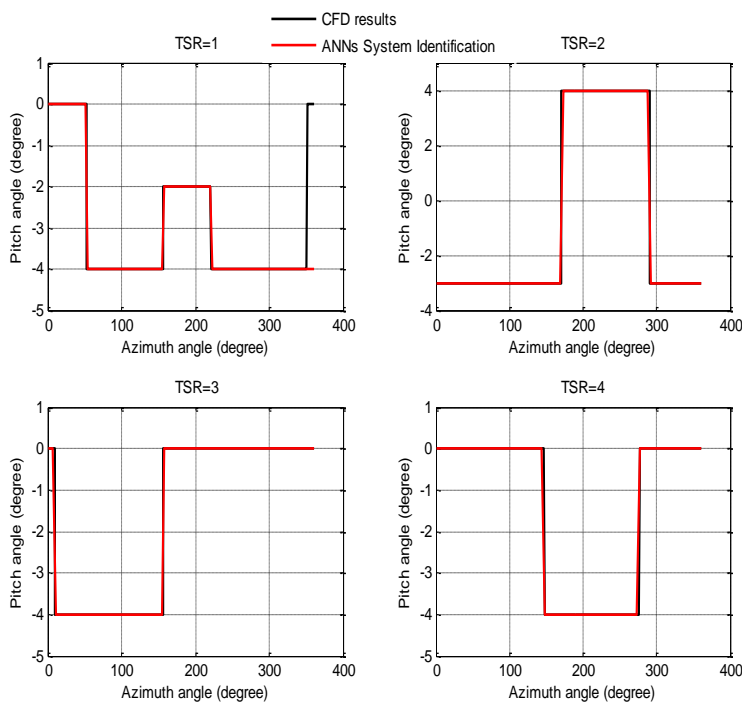 CFD results
ANNs System Identification
TSR=1
1
0
-1
-2
-3
-4
-5
Pitch angle (degree)
0 100 200 300 400
Azimuth angle (degree)
TSR=2
4
2
0
-2
-4
Pitch angle (degree)
0 100 200 300 400
Azimuth angle (degree)
TSR=3
1
0
-1
-2
-3
-4
-5
Pitch angle (degree)
0 100 200 300 400
Azimuth angle (degree)
TSR=4
1
0
-1
-2
-3
-4
-5
Pitch angle (degree)
0 100 200 300 400
Azimuth angle (degree)